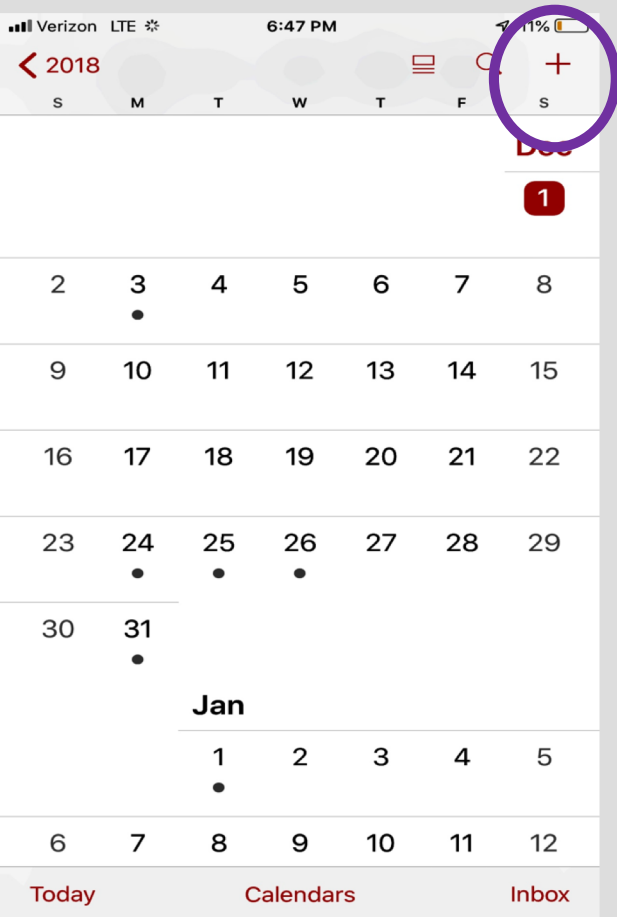 Verizon LTE 6:47 PM 11%
2018 +
S M T W T F S
Dec
1
2 3 4 5 6 7 8
9 10 11 12 13 14 15
16 17 18 19 20 21 22
23 24 25 26 27 28 29
30 31
Jan
1 2 3 4 5
6 7 8 9 10 11 12
Today Calendars Inbox